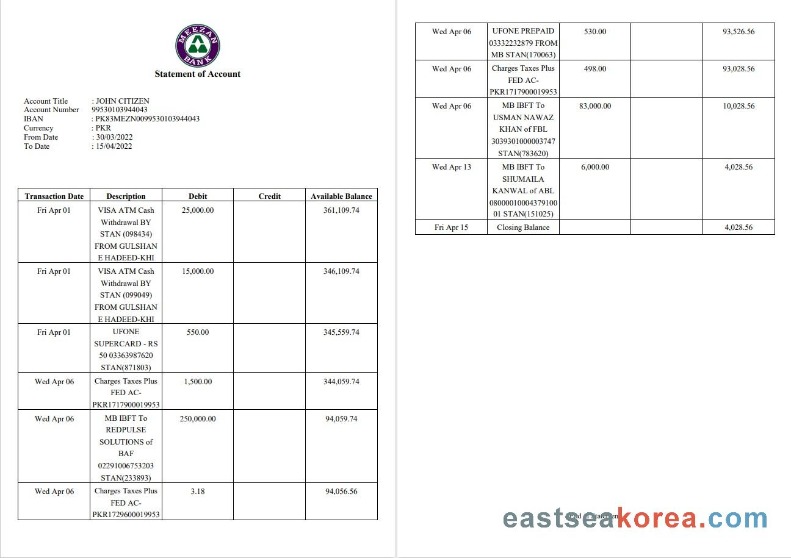 MEEZAN
BANK
Statement of Account
Account Title : JOHN CITIZEN
Account Number 99530103944043
IBAN : PK83MEZN0099530103944043
Currency : PKR
From Date : 30/03/2022
To Date : 15/04/2022
Transaction Date Description Debit Credit Available Balance
Fri Apr 01 VISA ATM Cash 25,000.00 361,109.74
Withdrawal BY
STAN (098434)
FROM GULSHAN
E HADEED-KHI
Fri Apr 01 VISA ATM Cash 15,000.00 346,109.74
Withdrawal BY
STAN (099049)
FROM GULSHAN
E HADEED-KHI
Fri Apr 01 UFONE 550.00 345,559.74
SUPERCARD - RS
50 03363987620
STAN(871803)
Wed Apr 06 Charges Taxes Plus 1,500.00 344,059.74
FED AC-
PKR1717900019953
Wed Apr 06 MB IBFT To 250,000.00 94,059.74
REDPULSE
SOLUTIONS of
BAF
02291006753203
STAN(233893)
Wed Apr 06 Charges Taxes Plus 3.18 94,056.56
FED AC-
PKR1729600019953
Wed Apr 06 UFONE PREPAID 530.00 93,526.56
03332232879 FROM
MB STAN(170063)
Wed Apr 06 Charges Taxes Plus 498.00 93,028.56
FED AC-
PKR1717900019953
Wed Apr 06 MB IBFT To 83,000.00 10,028.56
USMAN NAWAZ
KHAN of FBL
3039301000003747
STAN(783620)
Wed Apr 13 MB IBFT To 6,000.00 4,028.56
SHUMAILA
KANWAL of ABL
08000010004379100
01 STAN(151025)
Fri Apr 15 Closing Balance 4,028.56
eastseakorea.com